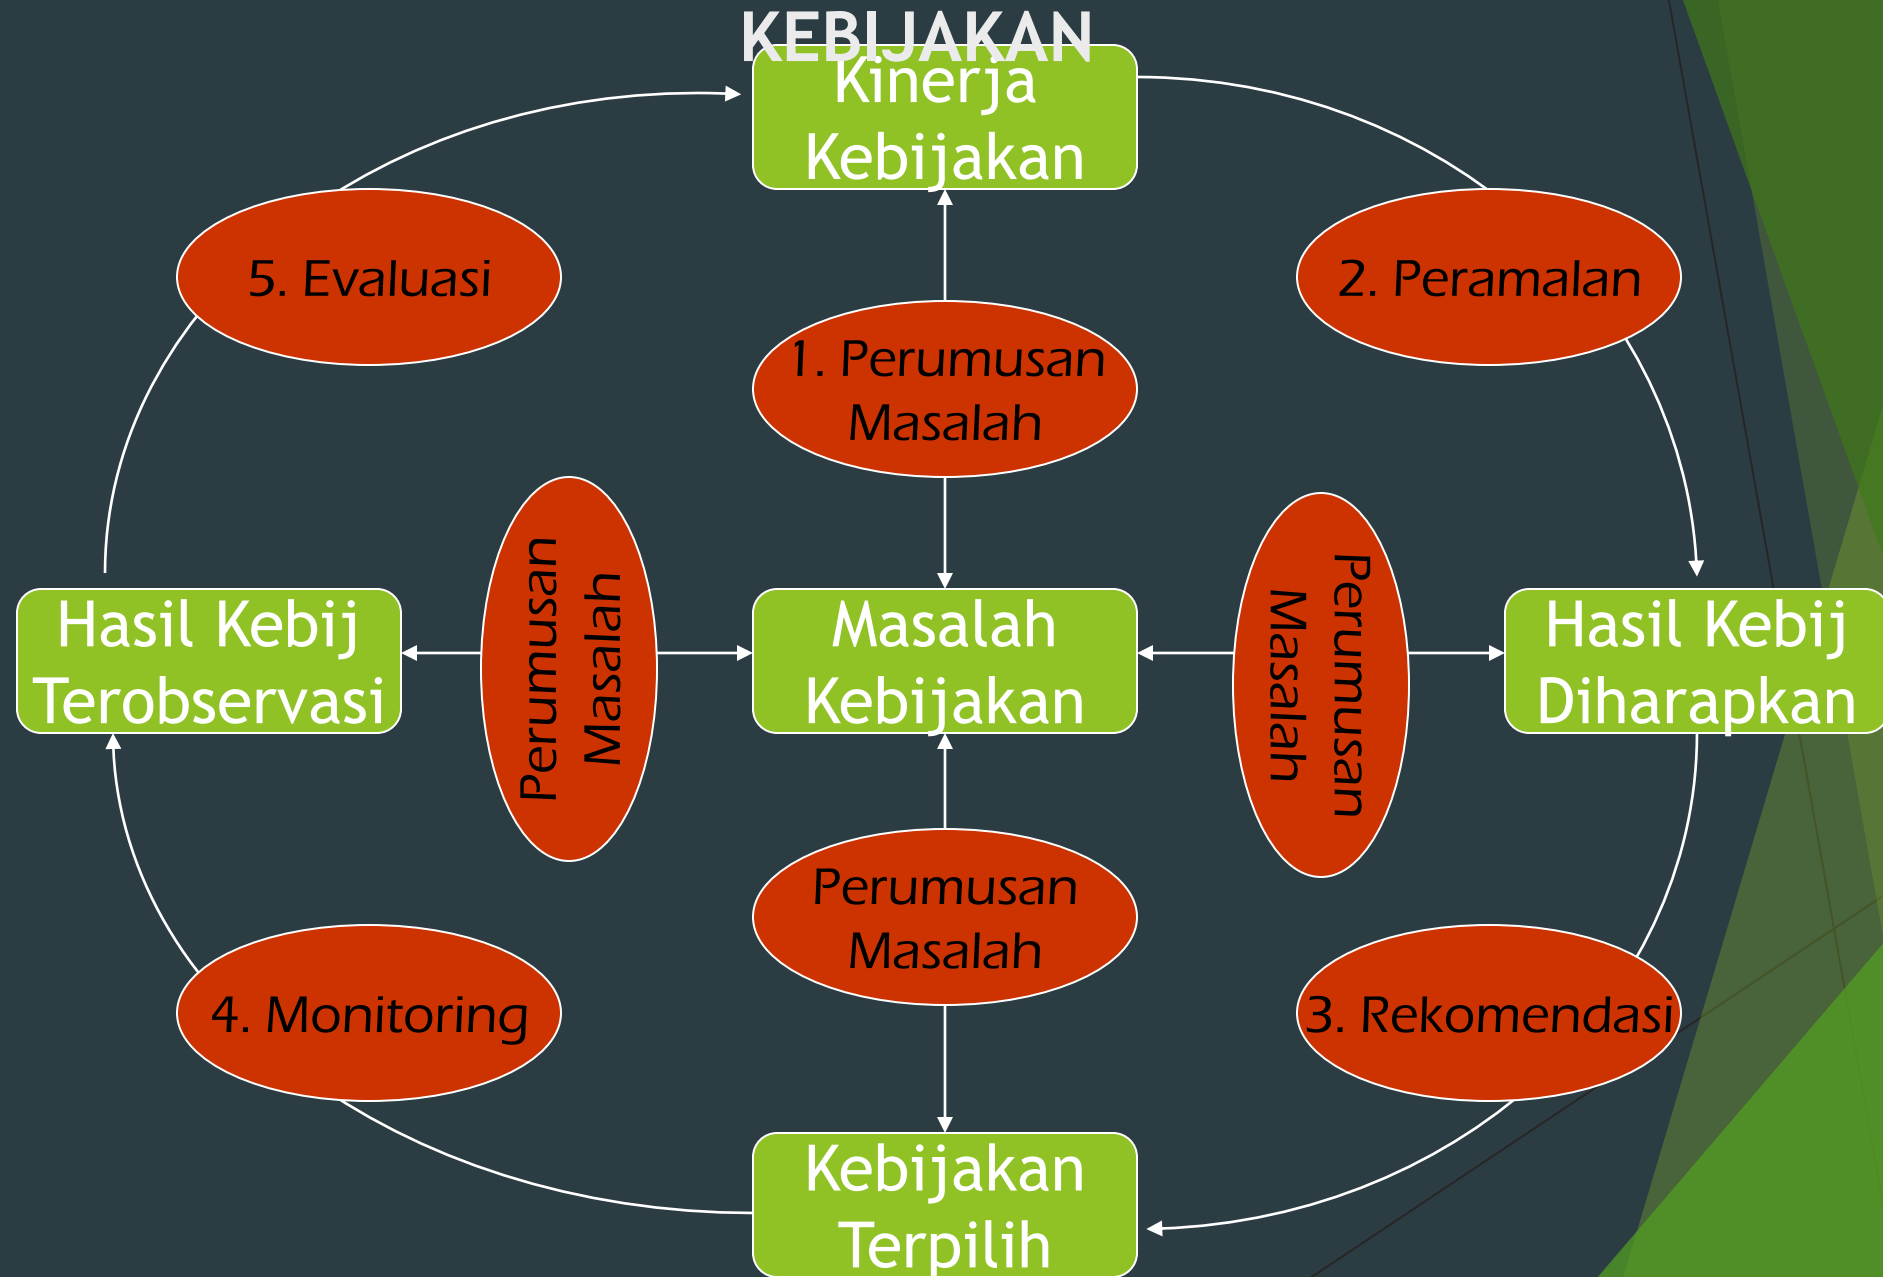 KEBIJAKAN
Kinerja
Kebijakan
5. Evaluasi
2. Peramalan
1. Perumusan
Masalah
Hasil Kebij
Terobservasi
Perumusan
Masalah
Masalah
Kebijakan
Perumusan
Masalah
Hasil Kebij
Diharapkan
Perumusan
Masalah
4. Monitoring
3. Rekomendasi
Kebijakan
Terpilih